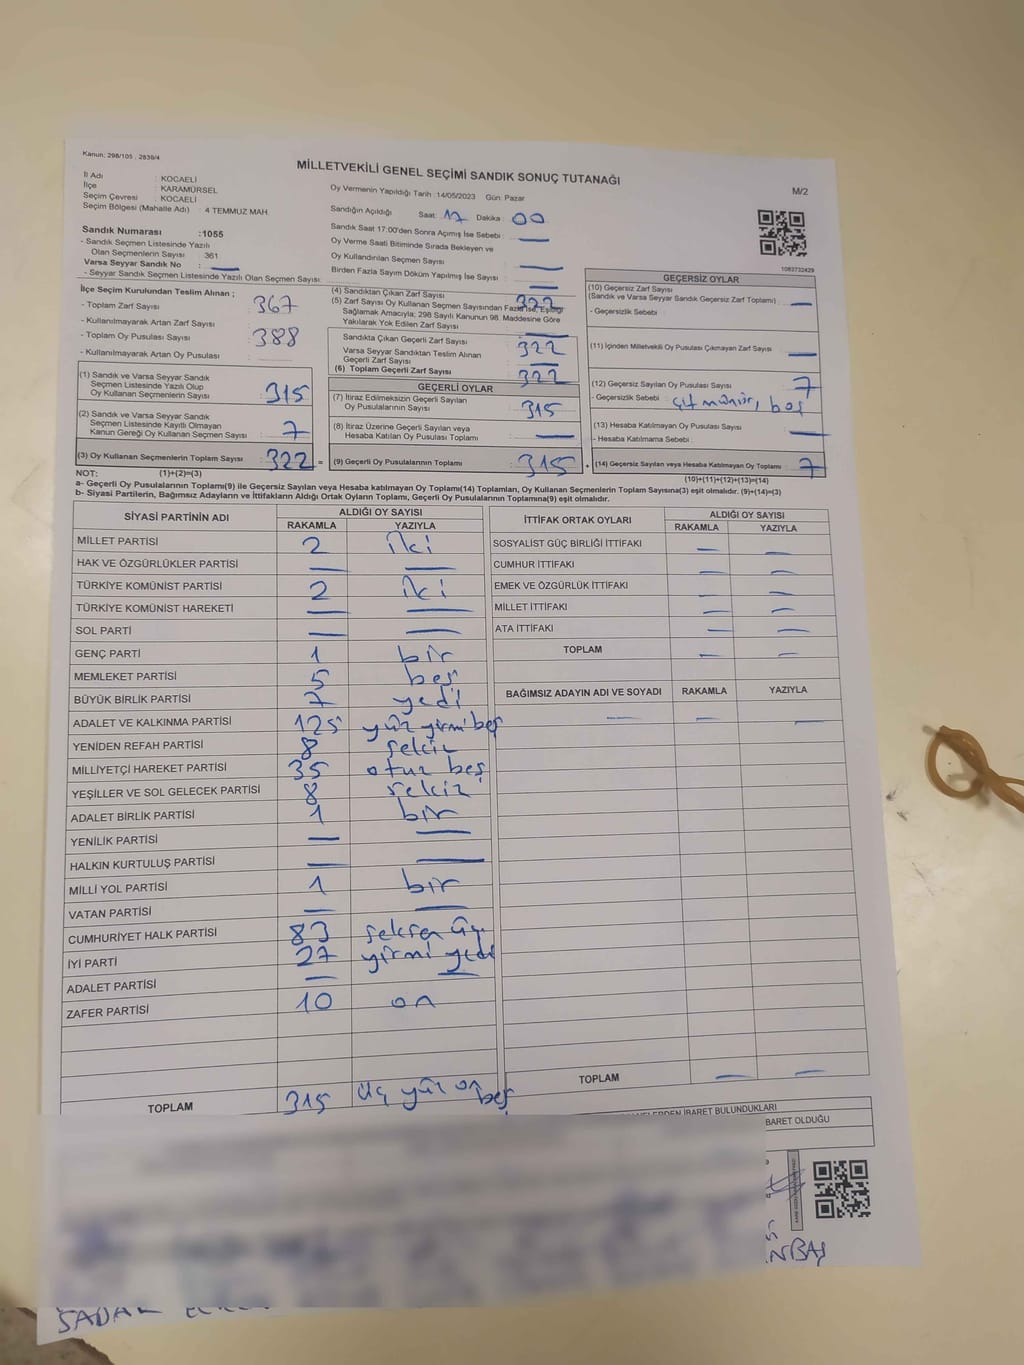 Kanun: 298/105 , 2839/4
MİLLETVEKİLİ GENEL SEÇİMİ SANDIK SONUÇ TUTANAĞI
M/2
İl Adı : KOCAELİ
İlçe : KARAMÜRSEL
Seçim Çevresi : KOCAELİ
Seçim Bölgesi (Mahalle Adı) : 4 TEMMUZ MAH.
Sandık Numarası :1055
- Sandık Seçmen Listesinde Yazılı
Olan Seçmenlerin Sayısı : 361
Varsa Seyyar Sandık No : —
- Seyyar Sandık Seçmen Listesinde Yazılı Olan Seçmen Sayısı:
Oy Vermenin Yapıldığı Tarih :14/05/2023 Gün: Pazar
Sandığın Açıldığı Saat: 17 Dakika : 00
Sandık Saat 17:00'den Sonra Açımış İse Sebebi : —
Oy Verme Saati Bitiminde Sırada Bekleyen ve
Oy Kullandırılan Seçmen Sayısı : —
Birden Fazla Sayım Döküm Yapılmış İse Sayısı : —
1083732429
İlçe Seçim Kurulundan Teslim Alınan ;
- Toplam Zarf Sayısı : 367
- Kullanılmayarak Artan Zarf Sayısı :
- Toplam Oy Pusulası Sayısı : 388
- Kullanılmayarak Artan Oy Pusulası :
(1) Sandık ve Varsa Seyyar Sandık
Seçmen Listesinde Yazılı Olup
Oy Kullanan Seçmenlerin Sayısı : 315
(2) Sandık ve Varsa Seyyar Sandık
Seçmen Listesinde Kayıtlı Olmayan
Kanun Gereği Oy Kullanan Seçmen Sayısı : 7
(3) Oy Kullanan Seçmenlerin Toplam Sayısı : 322 =
(4) Sandıktan Çıkan Zarf Sayısı : 322
(5) Zarf Sayısı Oy Kullanan Seçmen Sayısından Fazla ise, Eşitliği
Sağlamak Amacıyla; 298 Sayılı Kanunun 98. Maddesine Göre
Yakılarak Yok Edilen Zarf Sayısı : —
Sandıkta Çıkan Geçerli Zarf Sayısı : 322
Varsa Seyyar Sandıktan Teslim Alınan
Geçerli Zarf Sayısı : —
(6) Toplam Geçerli Zarf Sayısı : 322
GEÇERLİ OYLAR
(7) İtiraz Edilmeksizin Geçerli Sayılan
Oy Pusulalarının Sayısı : 315
(8) İtiraz Üzerine Geçerli Sayılan veya
Hesaba Katılan Oy Pusulası Toplamı : —
(9) Geçerli Oy Pusulalarının Toplamı : 315 +
GEÇERSİZ OYLAR
(10) Geçersiz Zarf Sayısı
(Sandık ve Varsa Seyyar Sandık Geçersiz Zarf Toplamı) : —
- Geçersizlik Sebebi :
(11) İçinden Milletvekili Oy Pusulası Çıkmayan Zarf Sayısı : —
(12) Geçersiz Sayılan Oy Pusulası Sayısı : 7
- Geçersizlik Sebebi : çift mühür, boş
(13) Hesaba Katılmayan Oy Pusulası Sayısı : —
- Hesaba Katılmama Sebebi :
(14) Geçersiz Sayılan veya Hesaba Katılmayan Oy Toplamı : 7
NOT: (1)+(2)=(3)
(10)+(11)+(12)+(13)=(14)
a- Geçerli Oy Pusulalarının Toplamı(9) ile Geçersiz Sayılan veya Hesaba katılmayan Oy Toplamı(14) Toplamları, Oy Kullanan Seçmenlerin Toplam Sayısına(3) eşit olmalıdır. (9)+(14)=(3)
b- Siyasi Partilerin, Bağımsız Adayların ve İttifakların Aldığı Ortak Oyların Toplamı, Geçerli Oy Pusulalarının Toplamına(9) eşit olmalıdır.
SİYASİ PARTİNİN ADI ALDIĞI OY SAYISI
RAKAMLA YAZIYLA
MİLLET PARTİSİ 2 iki
HAK VE ÖZGÜRLÜKLER PARTİSİ — —
TÜRKİYE KOMÜNİST PARTİSİ 2 iki
TÜRKİYE KOMÜNİST HAREKETİ — —
SOL PARTİ — —
GENÇ PARTİ 1 bir
MEMLEKET PARTİSİ 5 beş
BÜYÜK BİRLİK PARTİSİ 7 yedi
ADALET VE KALKINMA PARTİSİ 125 yüz yirmi beş
YENİDEN REFAH PARTİSİ 8 sekiz
MİLLİYETÇİ HAREKET PARTİSİ 35 otuz beş
YEŞİLLER VE SOL GELECEK PARTİSİ 8 sekiz
ADALET BİRLİK PARTİSİ 1 bir
YENİLİK PARTİSİ — —
HALKIN KURTULUŞ PARTİSİ — —
MİLLİ YOL PARTİSİ 1 bir
VATAN PARTİSİ — —
CUMHURİYET HALK PARTİSİ 83 seksen üç
İYİ PARTİ 27 yirmi yedi
ADALET PARTİSİ — —
ZAFER PARTİSİ 10 on
TOPLAM 315 üç yüz on beş
İTTİFAK ORTAK OYLARI ALDIĞI OY SAYISI
RAKAMLA YAZIYLA
SOSYALİST GÜÇ BİRLİĞİ İTTİFAKI — —
CUMHUR İTTİFAKI — —
EMEK VE ÖZGÜRLÜK İTTİFAKI — —
MİLLET İTTİFAKI — —
ATA İTTİFAKI — —
TOPLAM — —
BAĞIMSIZ ADAYIN ADI VE SOYADI RAKAMLA YAZIYLA
— — —
TOPLAM — —
İBARET BULUNDUKLARI
BARET OLDUĞU